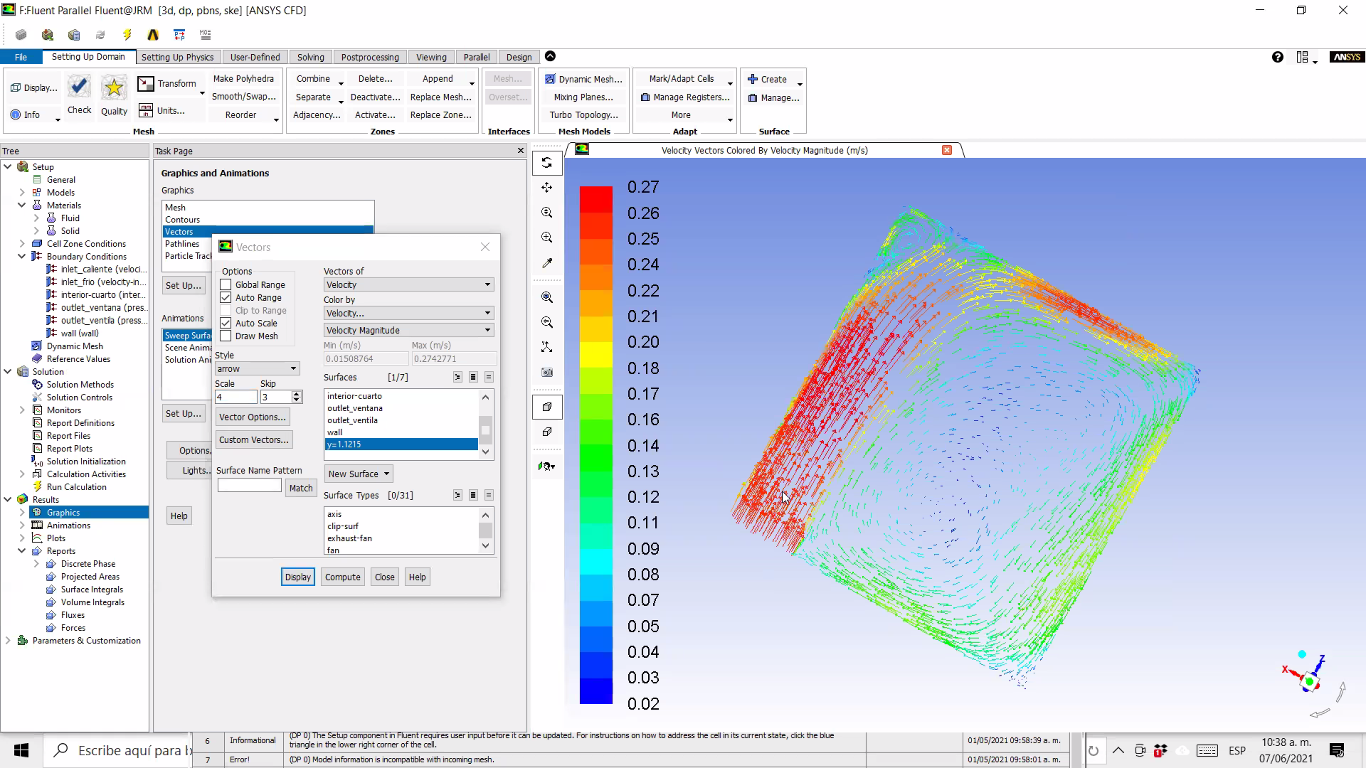 F:Fluent Parallel Fluent@JRM [3d, dp, pbns, ske] [ANSYS CFD]
File
Setting Up Domain
Setting Up Physics
User-Defined
Solving
Postprocessing
Viewing
Parallel
Design
ANSYS
Display...
Info
Check
Quality
Transform
Units...
Make Polyhedra
Smooth/Swap...
Reorder
Mesh
Combine
Separate
Adjacency...
Delete...
Deactivate...
Activate...
Append
Replace Mesh...
Replace Zone...
Zones
Mesh...
Overset...
Interfaces
Dynamic Mesh...
Mixing Planes...
Turbo Topology...
Mesh Models
Mark/Adapt Cells
Manage Registers...
More
Adapt
Create
Manage...
Surface
Tree
Setup
General
Models
Materials
Fluid
Solid
Cell Zone Conditions
Boundary Conditions
inlet_caliente (veloci...
inlet_frio (velocity-in...
interior-cuarto (inter...
outlet_ventana (pres...
outlet_ventila (press...
wall (wall)
Dynamic Mesh
Reference Values
Solution
Solution Methods
Solution Controls
Monitors
Report Definitions
Report Files
Report Plots
Solution Initialization
Calculation Activities
Run Calculation
Results
Graphics
Animations
Plots
Reports
Discrete Phase
Projected Areas
Surface Integrals
Volume Integrals
Fluxes
Forces
Parameters & Customization
Task Page
Graphics and Animations
Graphics
Mesh
Contours
Vectors
Pathlines
Particle Track
Set Up...
Animations
Sweep Surfa
Scene Anima
Solution Ani
Set Up...
Options.
Lights..
Help
Vectors
Options
Global Range
Auto Range
Clip to Range
Auto Scale
Draw Mesh
Style
arrow
Scale
Skip
4
3
Vector Options...
Custom Vectors...
Surface Name Pattern
Match
Vectors of
Velocity
Color by
Velocity...
Velocity Magnitude
Min (m/s)
Max (m/s)
0.01508764
0.2742771
Surfaces [1/7]
interior-cuarto
outlet_ventana
outlet_ventila
wall
y=1.1215
New Surface
Surface Types [0/31]
axis
clip-surf
exhaust-fan
fan
Display
Compute
Close
Help
Velocity Vectors Colored By Velocity Magnitude (m/s)
0.27
0.26
0.25
0.24
0.22
0.21
0.20
0.18
0.17
0.16
0.14
0.13
0.12
0.11
0.09
0.08
0.07
0.05
0.04
0.03
0.02
X
Z
6
Informational
(DP 0) The Setup component in Fluent requires user input before it can be updated. For instructions on how to address the cell in its current state, click the blue
triangle in the lower right corner of the cell.
01/05/2021 09:58:39 a. m.
7
Error!
(DP 0) Model information is incompatible with incoming mesh.
01/05/2021 09:58:01 a. m.
Escribe aquí para b
ESP
10:38 a. m.
07/06/2021